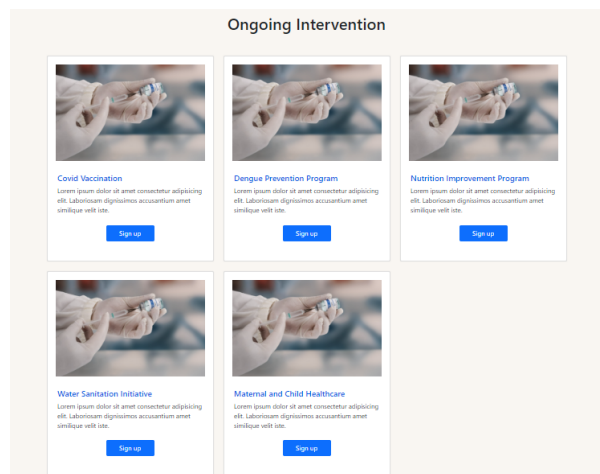 Ongoing Intervention
Covid Vaccination
Lorem ipsum dolor sit amet consectetur adipisicing
elit. Laboriosam dignissimos accusantium amet
similique velit iste.
Sign up
Dengue Prevention Program
Lorem ipsum dolor sit amet consectetur adipisicing
elit. Laboriosam dignissimos accusantium amet
similique velit iste.
Sign up
Nutrition Improvement Program
Lorem ipsum dolor sit amet consectetur adipisicing
elit. Laboriosam dignissimos accusantium amet
similique velit iste.
Sign up
Water Sanitation Initiative
Lorem ipsum dolor sit amet consectetur adipisicing
elit. Laboriosam dignissimos accusantium amet
similique velit iste.
Sign up
Maternal and Child Healthcare
Lorem ipsum dolor sit amet consectetur adipisicing
elit. Laboriosam dignissimos accusantium amet
similique velit iste.
Sign up